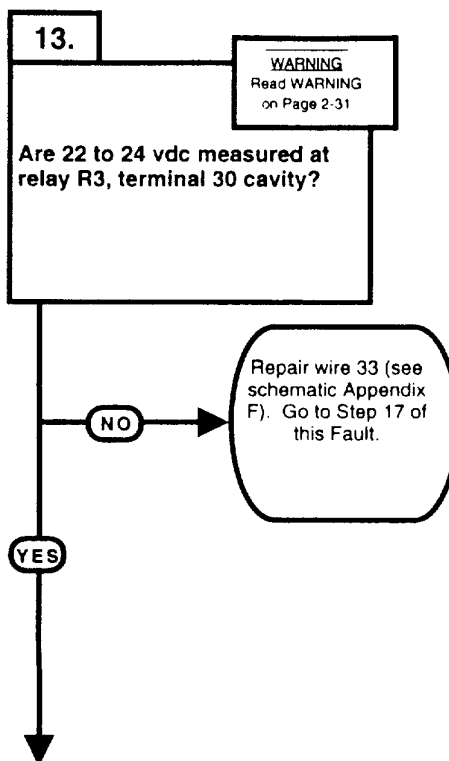 13.
WARNING
Read WARNING
on Page 2-31
Are 22 to 24 vdc measured at
relay R3, terminal 30 cavity?
Repair wire 33 (see
schematic Appendix
F). Go to Step 17 of
this Fault.
NO
YES